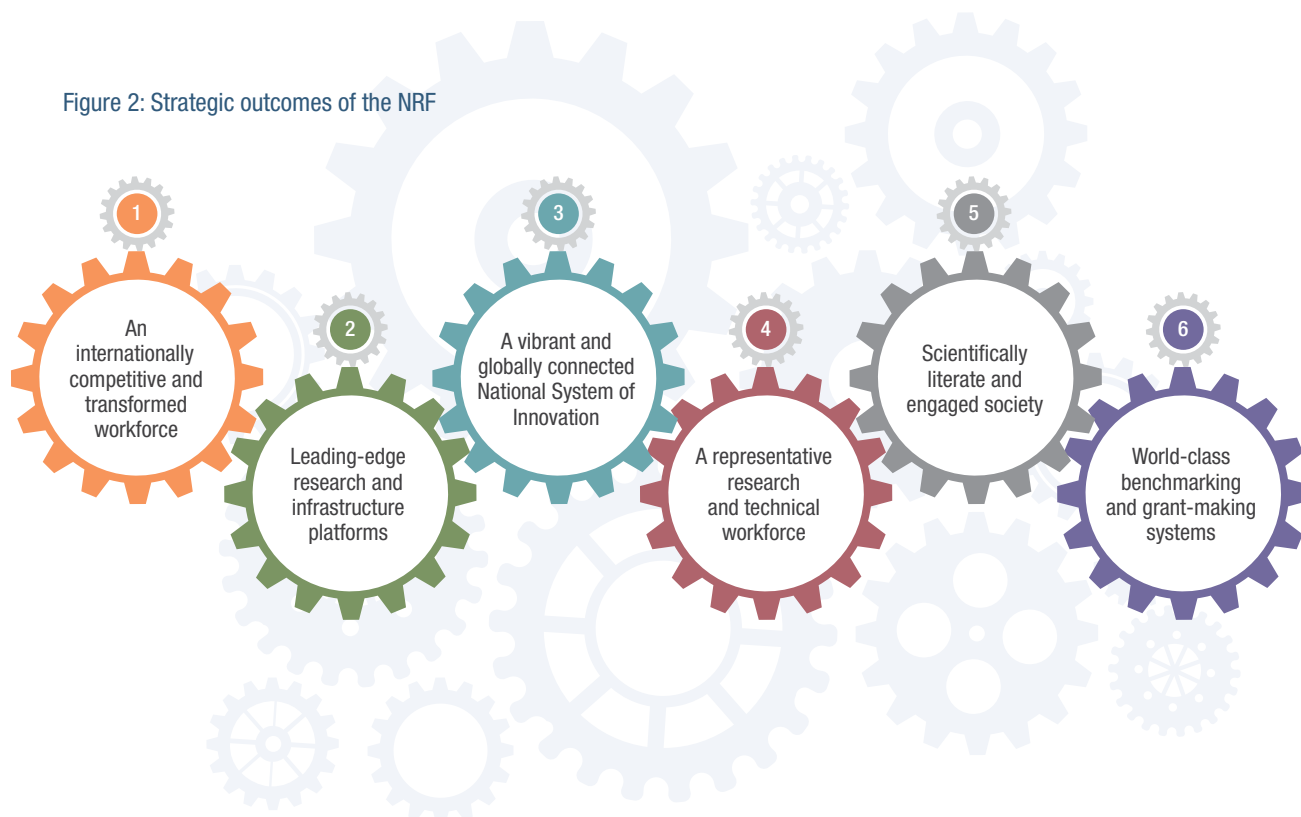 Figure 2: Strategic outcomes of the NRF
1
An
internationally
competitive and
transformed
workforce
2
Leading-edge
research and
infrastructure
platforms
3
A vibrant and
globally connected
National System of
Innovation
4
A representative
research
and technical
workforce
5
Scientifically
literate and
engaged society
6
World-class
benchmarking
and grant-making
systems